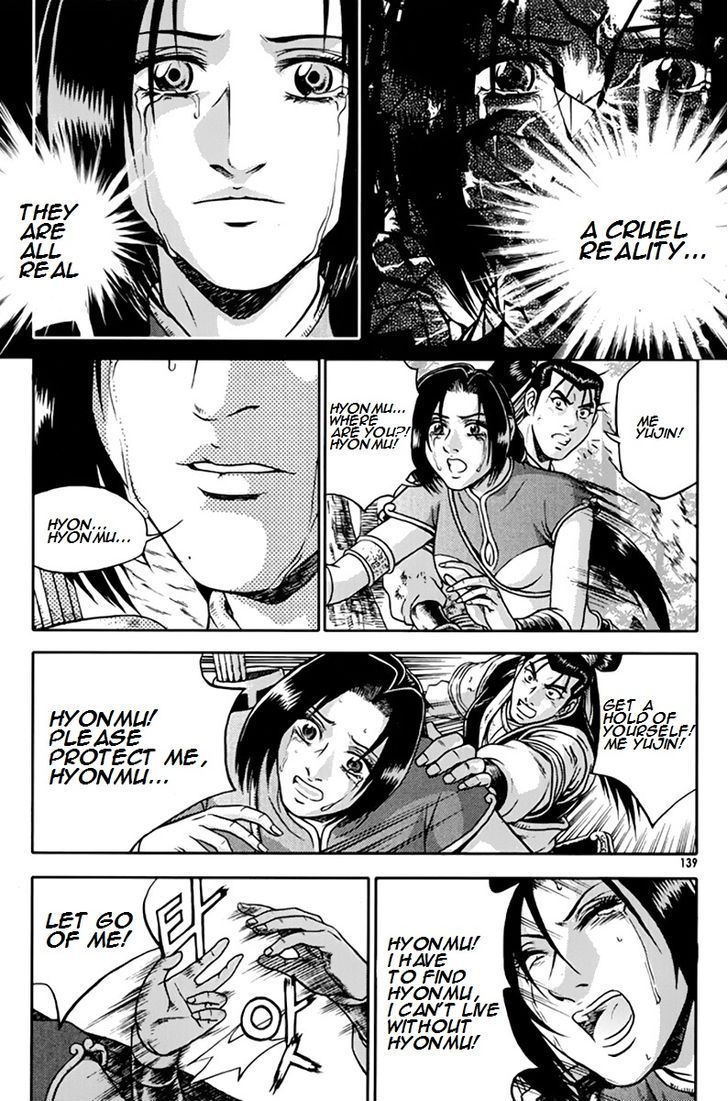 THEY
ARE
ALL
REAL
A CRUEL
REALITY...
HYON...
HYONMU...
HYONMU...
WHERE
ARE YOU?!
HYONMU!
ME
YUJIN!
HYONMU!
PLEASE
PROTECT ME,
HYONMU...
GET A
HOLD OF
YOURSELF!
ME YUJIN!
139
LET GO
OF ME!
탁
HYONMU!
I HAVE
TO FIND
HYONMU,
I CAN'T LIVE
WITHOUT
HYONMU!